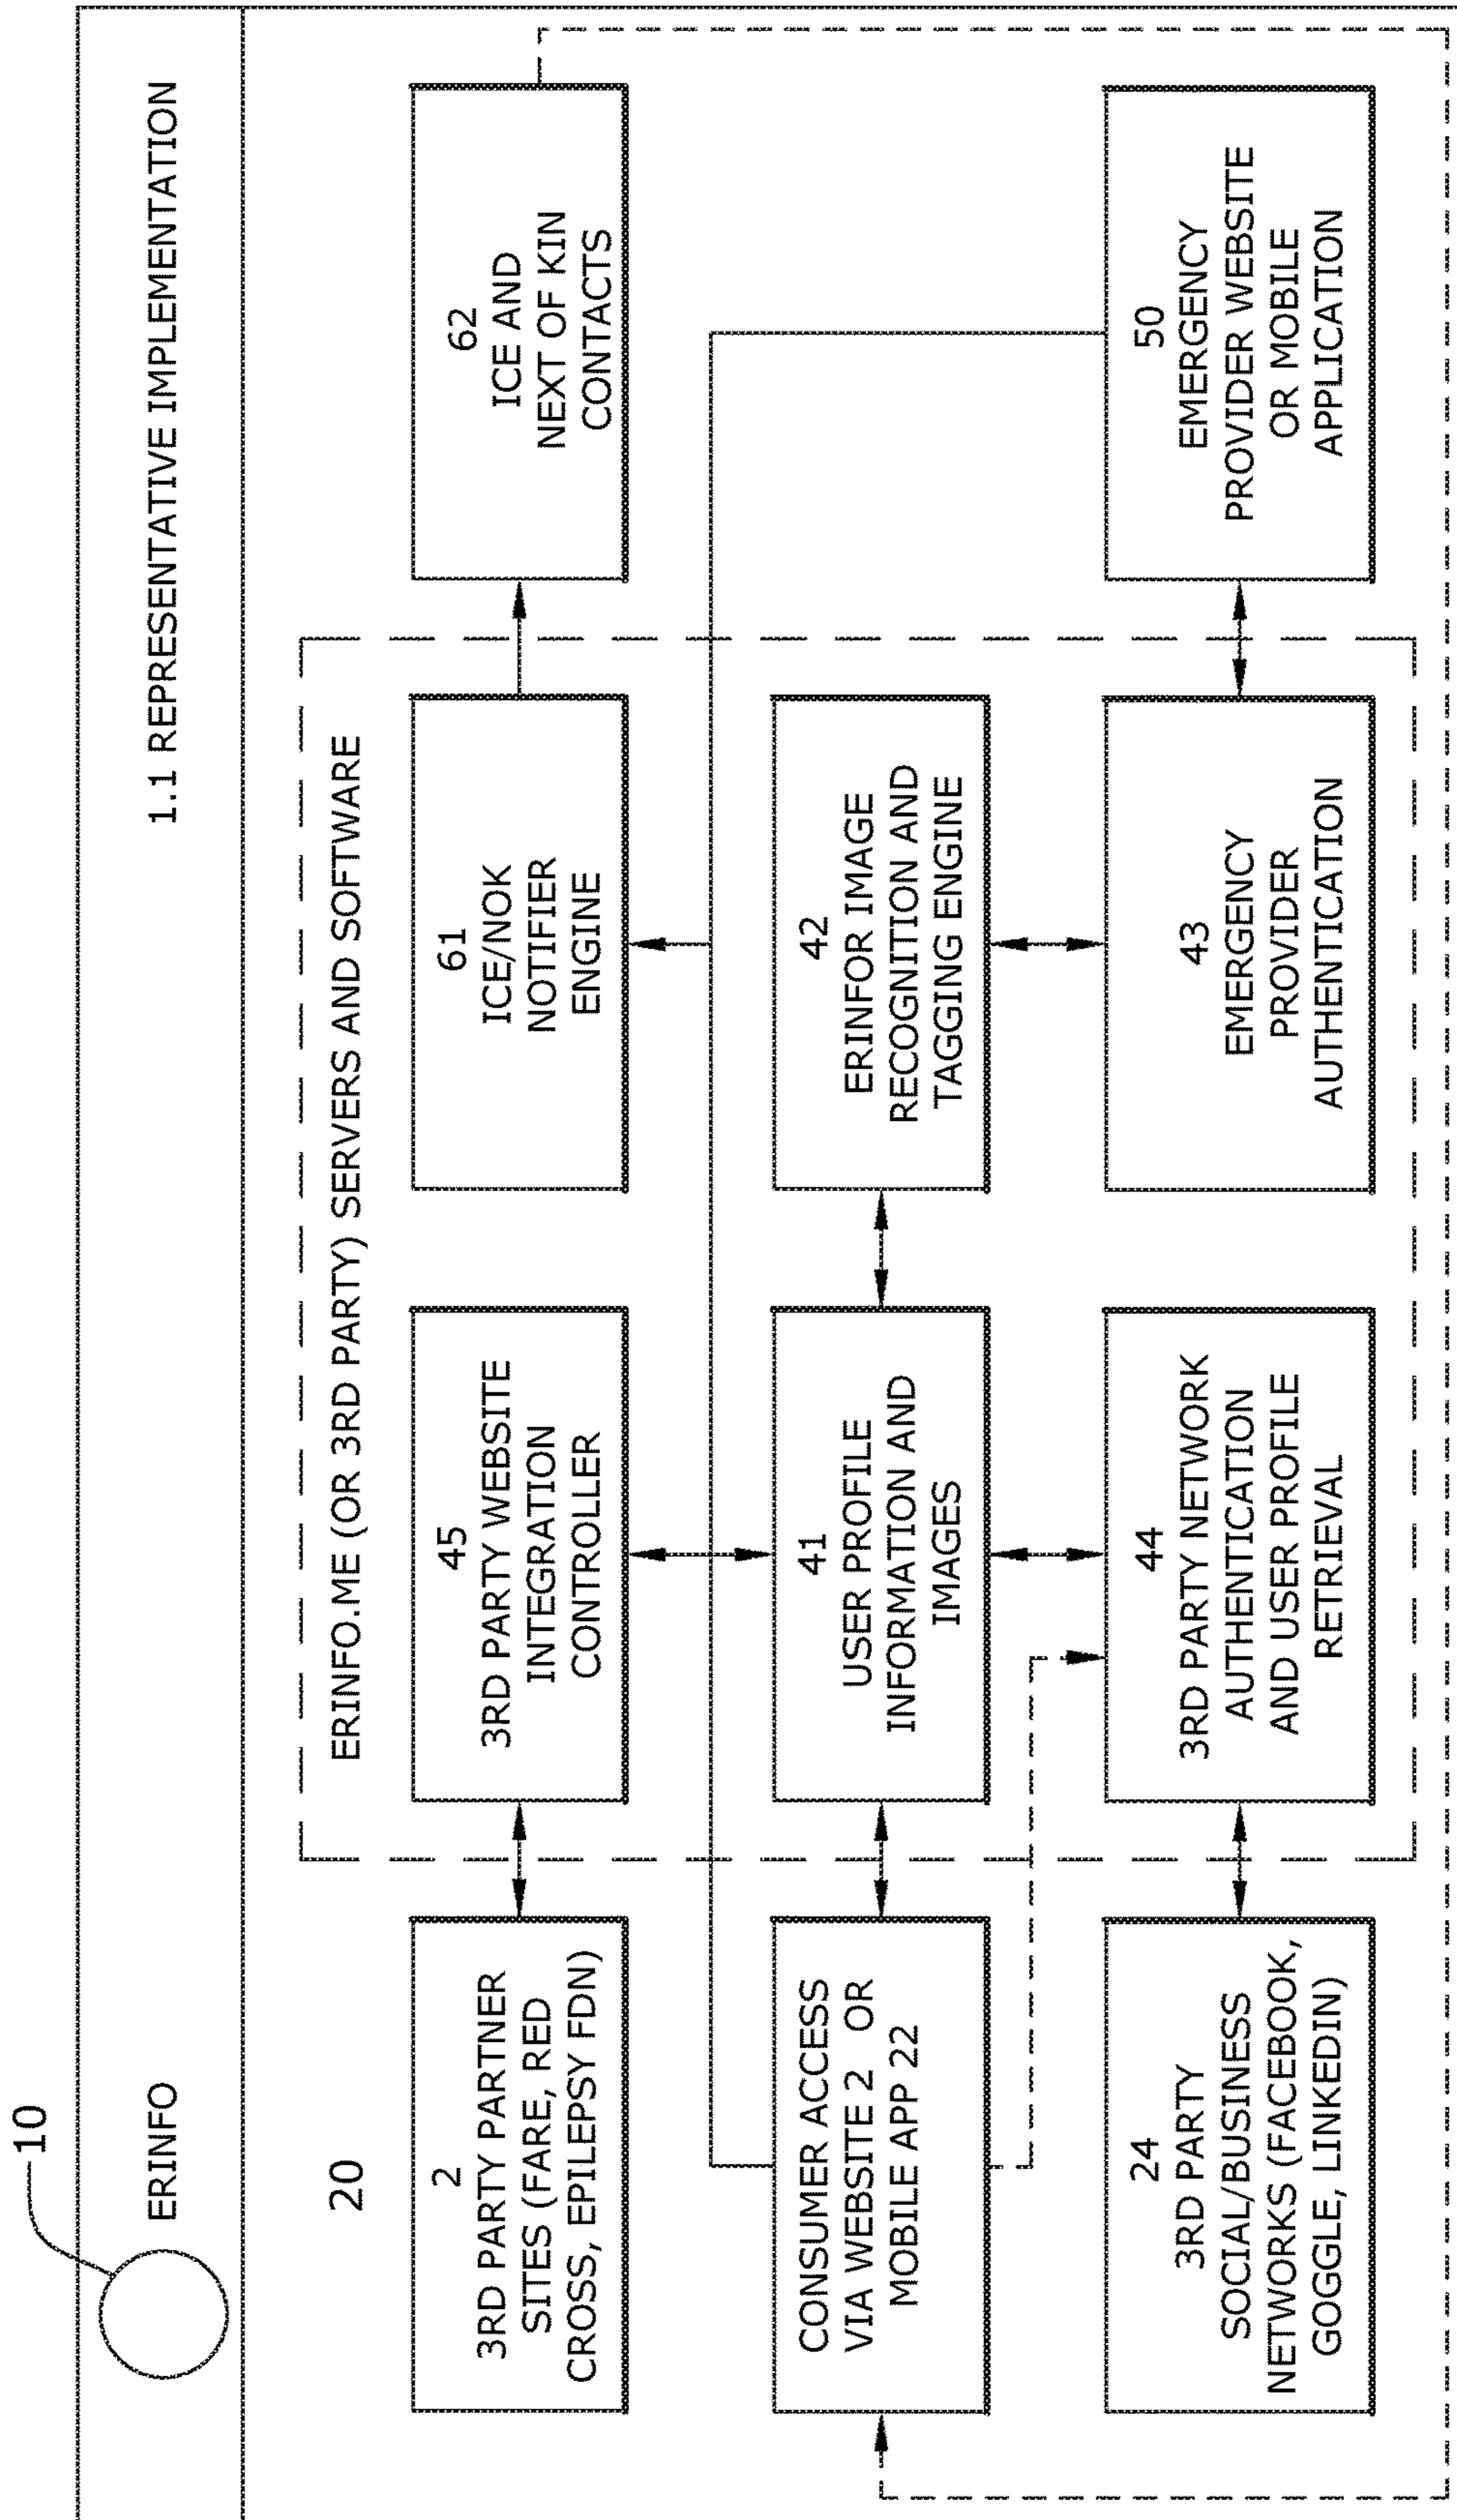 10
ERINFO
1.1 REPRESENTATIVE IMPLEMENTATION
20
ERINFO.ME (OR 3RD PARTY) SERVERS AND SOFTWARE
2
3RD PARTY PARTNER
SITES (FARE, RED
CROSS, EPILEPSY FDN)
45
3RD PARTY WEBSITE
INTEGRATION
CONTROLLER
61
ICE/NOK
NOTIFIER
ENGINE
62
ICE AND
NEXT OF KIN
CONTACTS
CONSUMER ACCESS
VIA WEBSITE 2 OR
MOBILE APP 22
41
USER PROFILE
INFORMATION AND
IMAGES
42
ERINFOR IMAGE
RECOGNITION AND
TAGGING ENGINE
24
3RD PARTY
SOCIAL/BUSINESS
NETWORKS (FACEBOOK,
GOGGLE, LINKEDIN)
44
3RD PARTY NETWORK
AUTHENTICATION
AND USER PROFILE
RETRIEVAL
43
EMERGENCY
PROVIDER
AUTHENTICATION
50
EMERGENCY
PROVIDER WEBSITE
OR MOBILE
APPLICATION